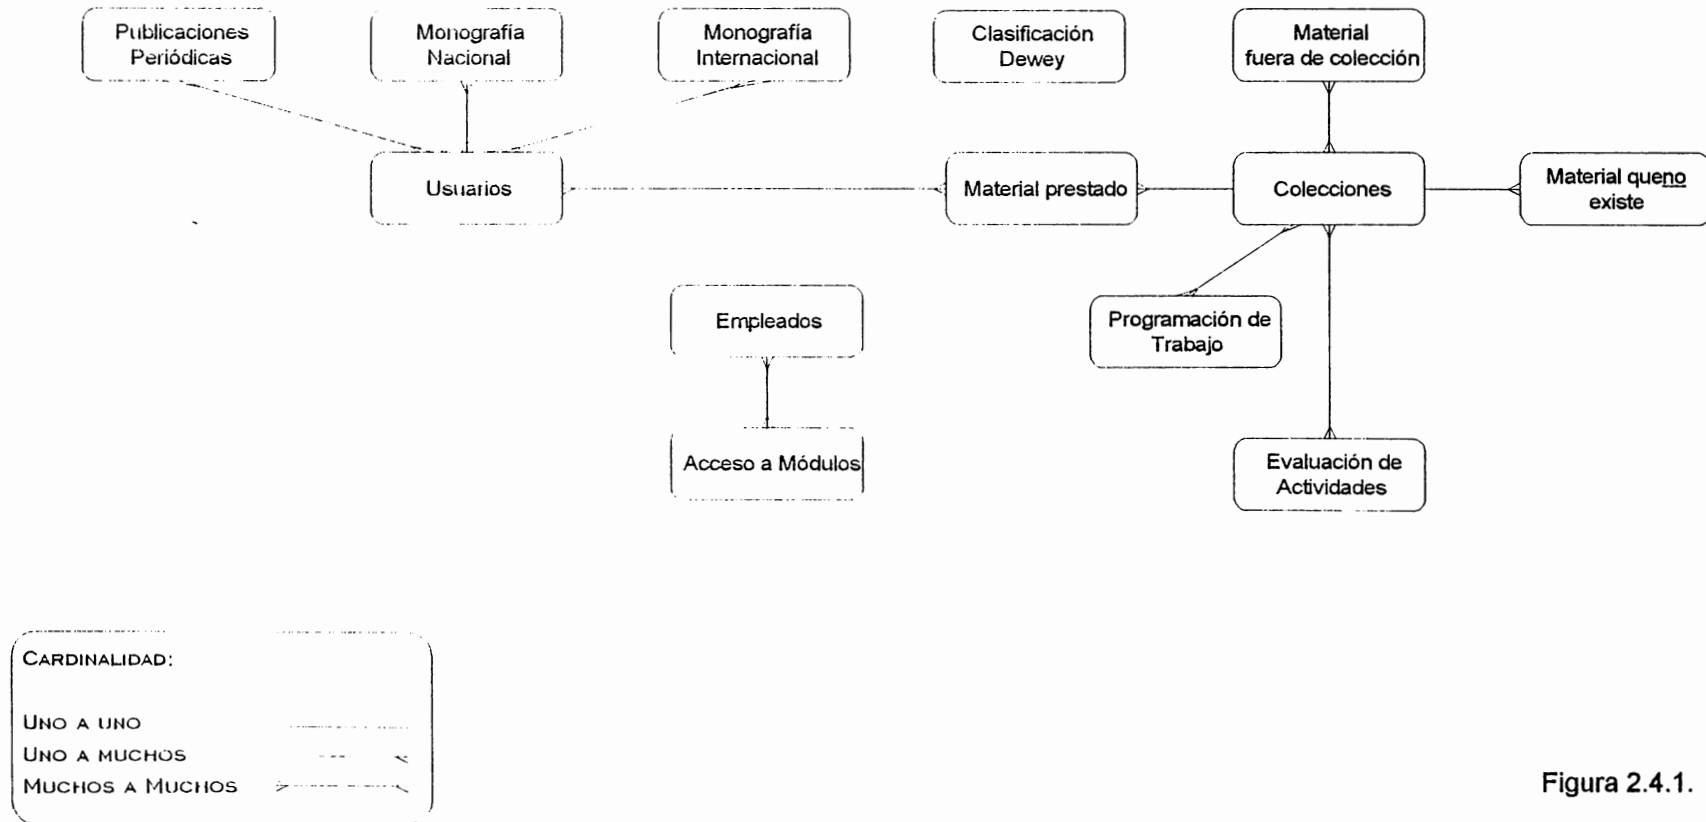 Publicaciones
Periódicas
Monografía
Nacional
Monografía
Internacional
Clasificación
Dewey
Material
fuera de colección
Usuarios
Material prestado
Colecciones
Material queno
existe
Empleados
Programación de
Trabajo
Acceso a Módulos
Evaluación de
Actividades
CARDINALIDAD:
UNO A UNO
UNO A MUCHOS
MUCHOS A MUCHOS
Figura 2.4.1.